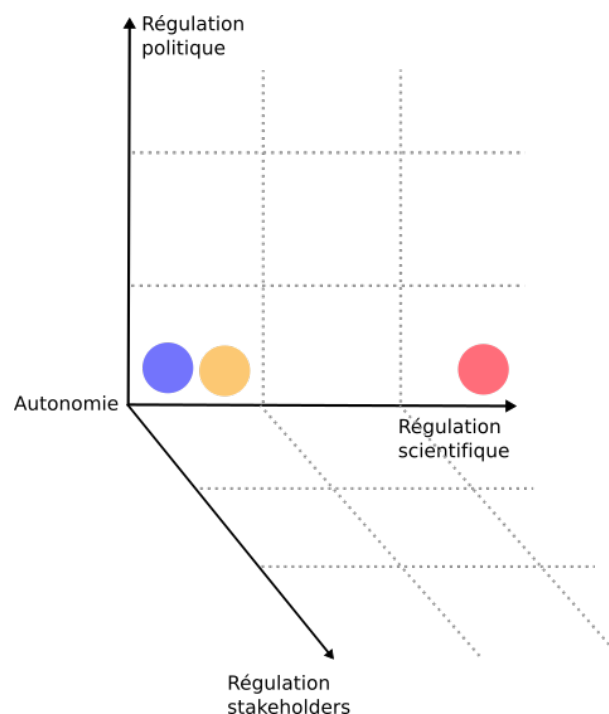 Régulation
politique
Autonomie
Régulation
scientifique
Régulation
stakeholders